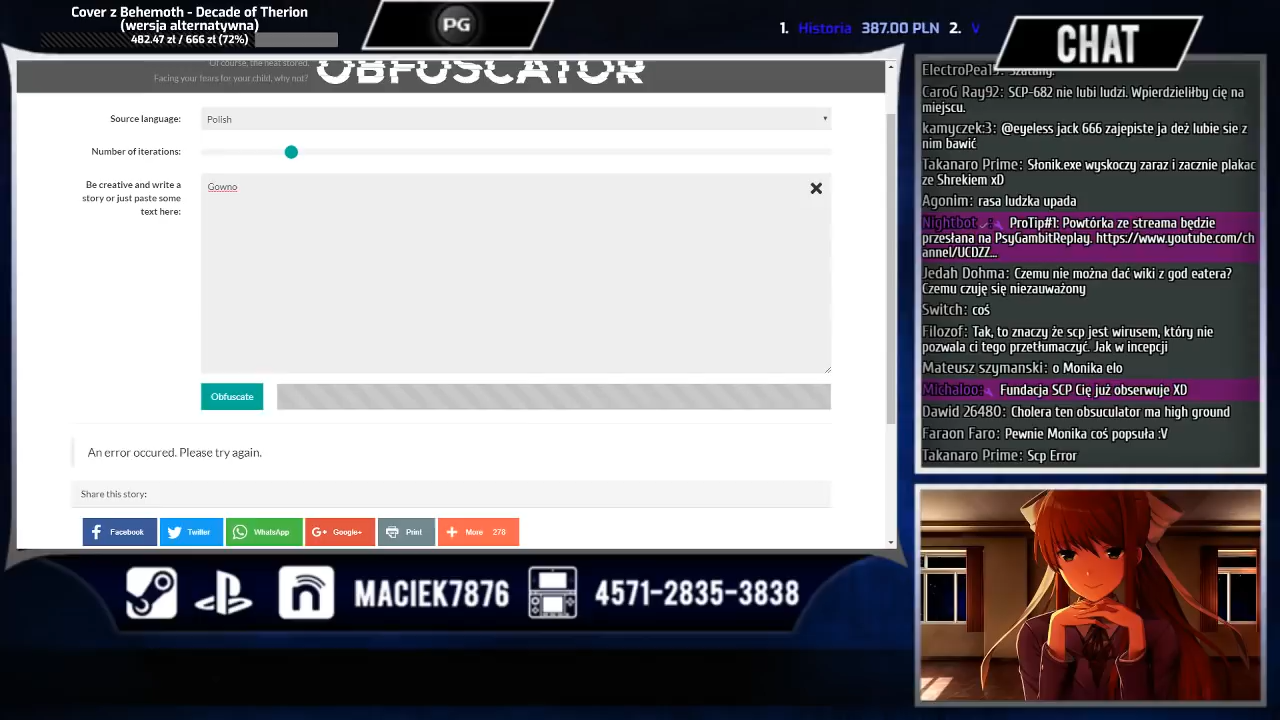 Cover z Behemoth - Decade of Therion
(wersja alternatywna)
482.47 zł / 666 zł (72%)
PG
1. Historia 387.00 PLN 2. V
CHAT
Of course, the heat stored.
Facing your fears for your child, why not?
OBFUSCATOR
Source language:
Polish
Number of iterations:
Be creative and write a
story or just paste some
text here:
Gowno
Obfuscate
An error occured. Please try again.
Share this story:
Facebook
Twitter
WhatsApp
Google+
Print
More 278
ElectroPea15: Szatany.
CaroG Ray92: SCP-682 nie lubi ludzi. Wpierdzieliłby cię na
miejscu.
kamyczek:3: @eyeless jack 666 zajepiste ja deż lubie sie z
nim bawić
Takanaro Prime: Słonik.exe wyskoczy zaraz i zacznie plakac
ze Shrekiem xD
Agonim: rasa ludzka upada
Nightbot: ProTip#1: Powtórka ze streama będzie
przesłana na PsyGambitReplay. https://www.youtube.com/ch
annel/UCDZZ...
Jedah Dohma: Czemu nie można dać wiki z god eatera?
Czemu czuję się niezauważony
Switch: coś
Filozof: Tak, to znaczy że scp jest wirusem, który nie
pozwala ci tego przetłumaczyć. Jak w incepcji
Mateusz szymanski: o Monika elo
Michaloo: Fundacja SCP Cię już obserwuje XD
Dawid 26480: Cholera ten obsuculator ma high ground
Faraon Faro: Pewnie Monika coś popsuła :V
Takanaro Prime: Scp Error
MACIEK7876
4571-2835-3838